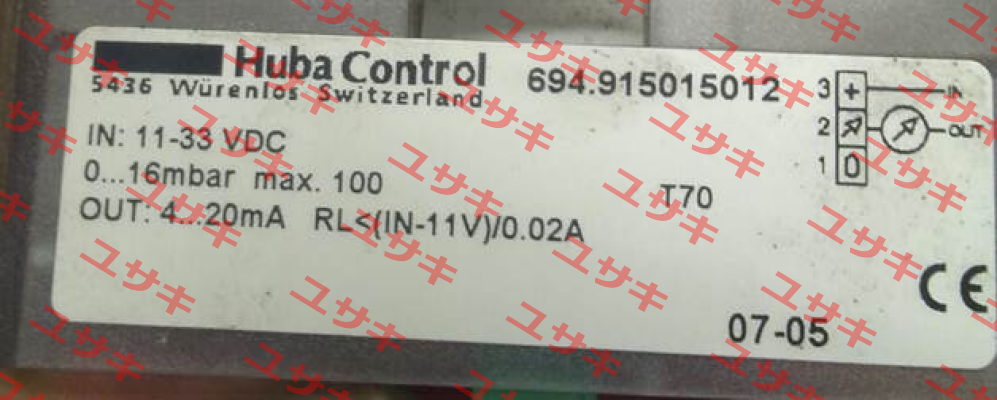 Huba Control
5436 Würenlos Switzerland
694.915015012
IN: 11-33 VDC
0...16mbar max. 100
T70
OUT: 4...20mA RL<(IN-11V)/0.02A
3 + IN
2 OUT
1 0
CE
07-05
ユサキ